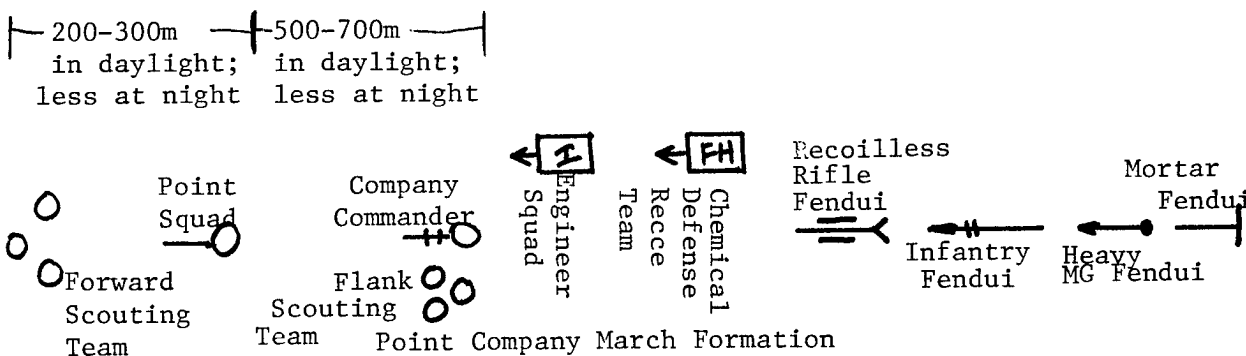 200-300m
in daylight;
less at night
500-700m
in daylight;
less at night
Point
Squad
Forward
Scouting
Team
Company
Commander
Flank
Scouting
Team
I
Engineer
Squad
FH
Chemical
Defense
Recce
Team
Recoilless
Rifle
Fendui
Infantry
Fendui
Heavy
MG Fendui
Mortar
Fendui
Point Company March Formation